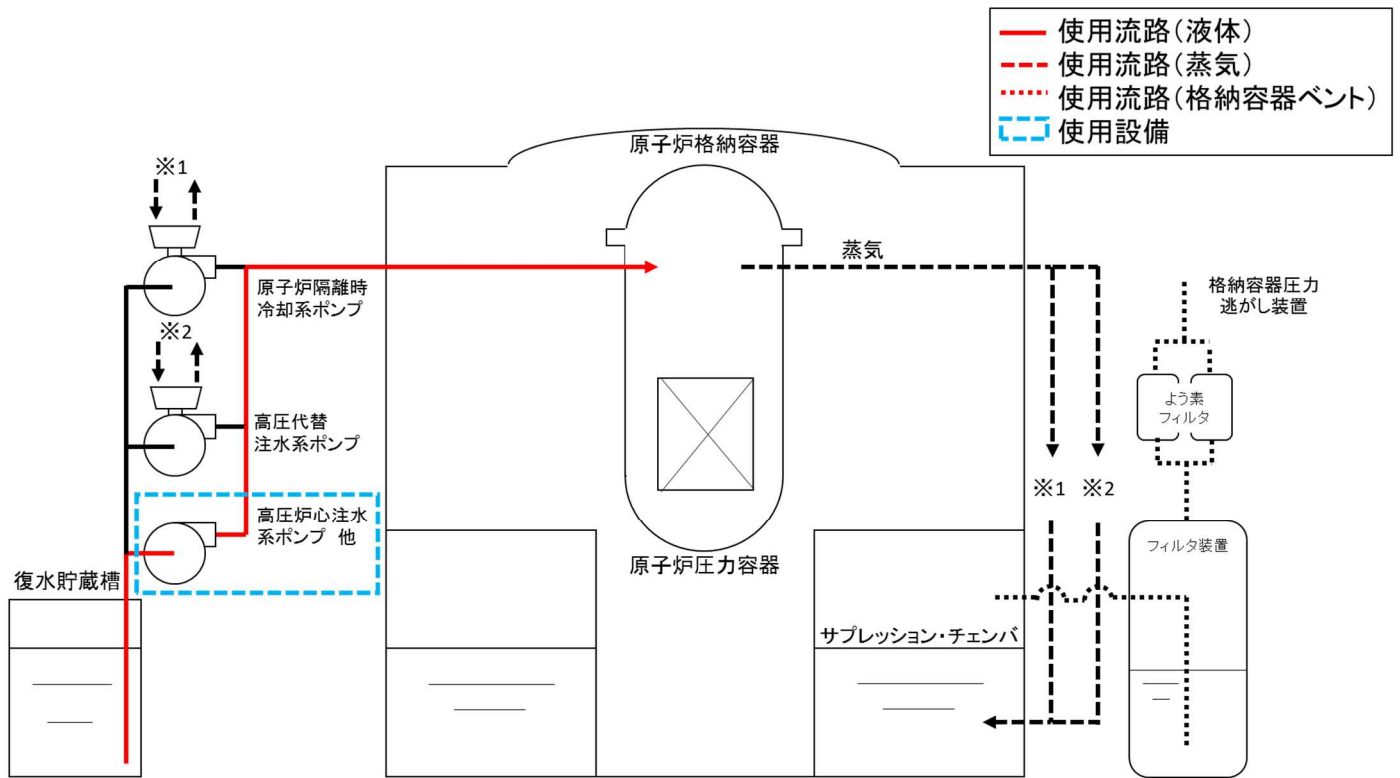 使用流路(液体)
使用流路(蒸気)
使用流路(格納容器ベント)
使用設備
原子炉格納容器
※1
蒸気
原子炉隔離時
冷却系ポンプ
格納容器圧力
逃がし装置
※2
よう素
フィルタ
高圧代替
注水系ポンプ
※1
※2
高圧炉心注水
系ポンプ 他
フィルタ装置
原子炉圧力容器
復水貯蔵槽
サプレッション・チェンバ